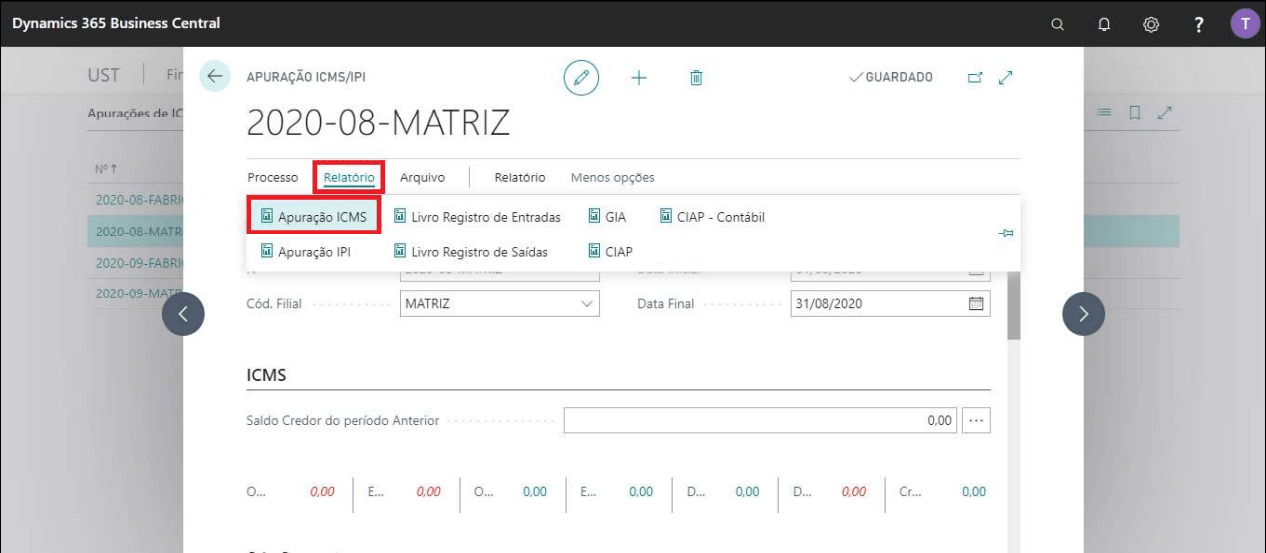 Dynamics 365 Business Central
? T
UST Fir
APURAÇÃO ICMS/IPI
GUARDADO
Apurações de IC
2020-08-MATRIZ
Processo Relatório Arquivo Relatório Menos opções
Nº↑
Apuração ICMS Livro Registro de Entradas GIA CIAP - Contábil
2020-08-FABRI
2020-08-MATR
Apuração IPI Livro Registro de Saídas CIAP
2020-09-FABRI
2020-09-MATR
Cód. Filial MATRIZ Data Final 31/08/2020
ICMS
Saldo Credor do período Anterior 0,00 ...
O... 0,00 E... 0,00 O... 0,00 E... 0,00 D... 0,00 D... 0,00 Cr... 0,00